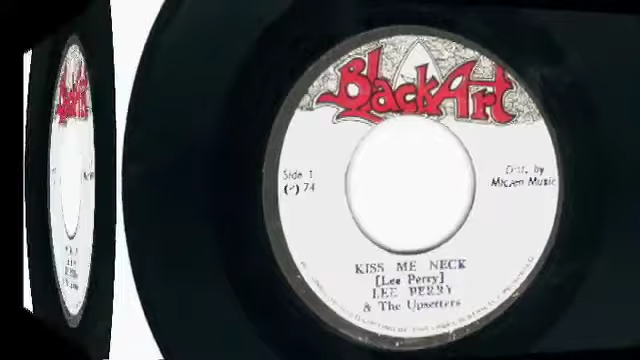 BlackArt
Side 1
(P) 74
Dist. by
Micron Music
KISS ME NECK
[Lee Perry]
LEE PERRY
& The Upsetters